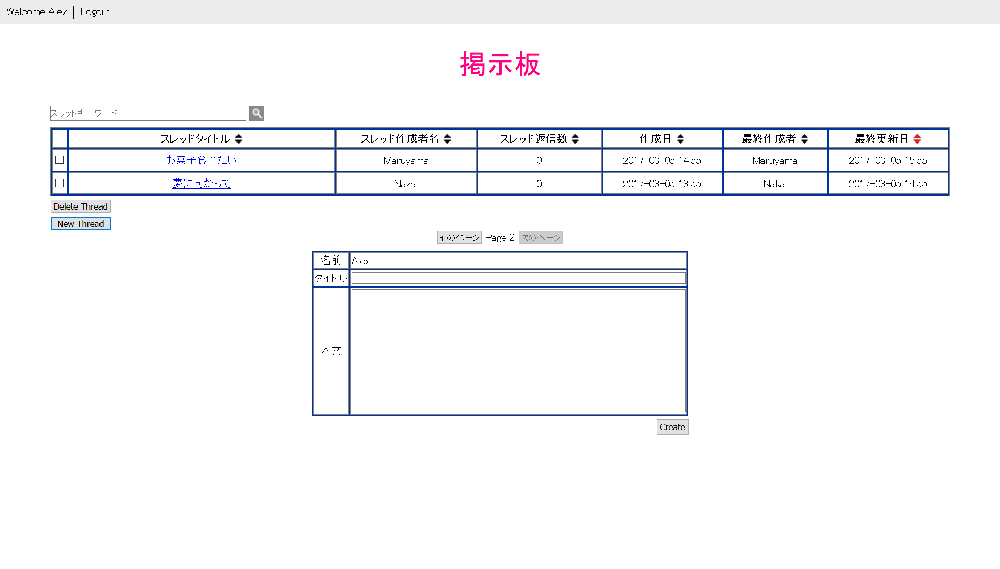 Welcome Alex Logout
掲示板
スレッドキーワード
スレッドタイトル スレッド作成者名 スレッド返信数 作成日 最終作成者 最終更新日
お菓子食べたい Maruyama 0 2017-03-05 14:55 Maruyama 2017-03-05 15:55
夢に向かって Nakai 0 2017-03-05 13:55 Nakai 2017-03-05 14:55
Delete Thread
New Thread
前のページ Page 2 次のページ
名前 Alex
タイトル
本文
Create